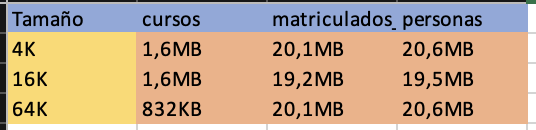 Tamaño cursos matriculados_ personas
4K 1,6MB 20,1MB 20,6MB
16K 1,6MB 19,2MB 19,5MB
64K 832KB 20,1MB 20,6MB